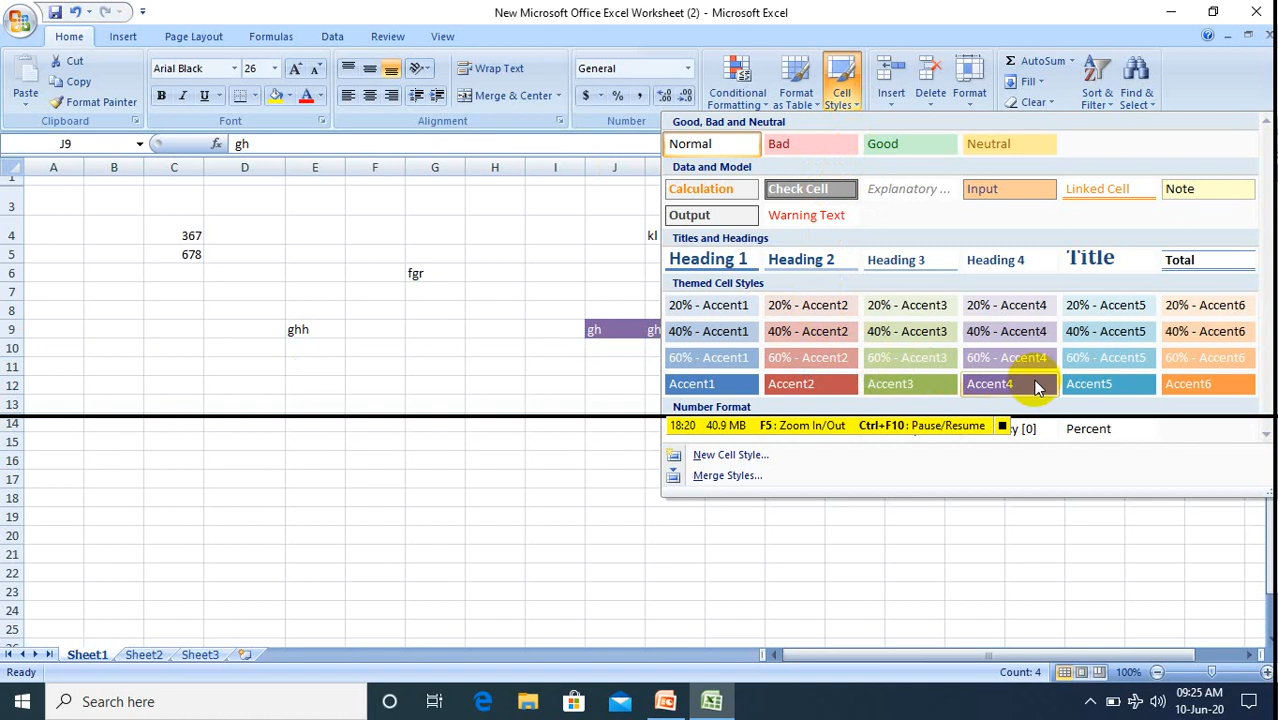 New Microsoft Office Excel Worksheet (2) - Microsoft Excel
Home Insert Page Layout Formulas Data Review View
Paste
Cut
Copy
Format Painter
Clipboard
Arial Black 26
B I U
Font
Wrap Text
Merge & Center
Alignment
General
$ % ,
Number
Conditional Formatting
Format as Table
Cell Styles
Insert
Delete
Format
AutoSum
Fill
Clear
Sort & Filter
Find & Select
J9 fx gh
A B C D E F G H I J
1
3
4 367 kl
5 678
6 fgr
7
8
9 ghh gh gh
10
11
12
13
14
15
16
17
18
19
20
21
22
23
24
25
Good, Bad and Neutral
Normal Bad Good Neutral
Data and Model
Calculation Check Cell Explanatory ... Input Linked Cell Note
Output Warning Text
Titles and Headings
Heading 1 Heading 2 Heading 3 Heading 4 Title Total
Themed Cell Styles
20% - Accent1 20% - Accent2 20% - Accent3 20% - Accent4 20% - Accent5 20% - Accent6
40% - Accent1 40% - Accent2 40% - Accent3 40% - Accent4 40% - Accent5 40% - Accent6
60% - Accent1 60% - Accent2 60% - Accent3 60% - Accent4 60% - Accent5 60% - Accent6
Accent1 Accent2 Accent3 Accent4 Accent5 Accent6
Number Format
18:20 40.9 MB F5: Zoom In/Out Ctrl+F10: Pause/Resume
[0] Percent
New Cell Style...
Merge Styles...
Sheet1 Sheet2 Sheet3
Ready Count: 4 100%
Search here
09:25 AM
10-Jun-20